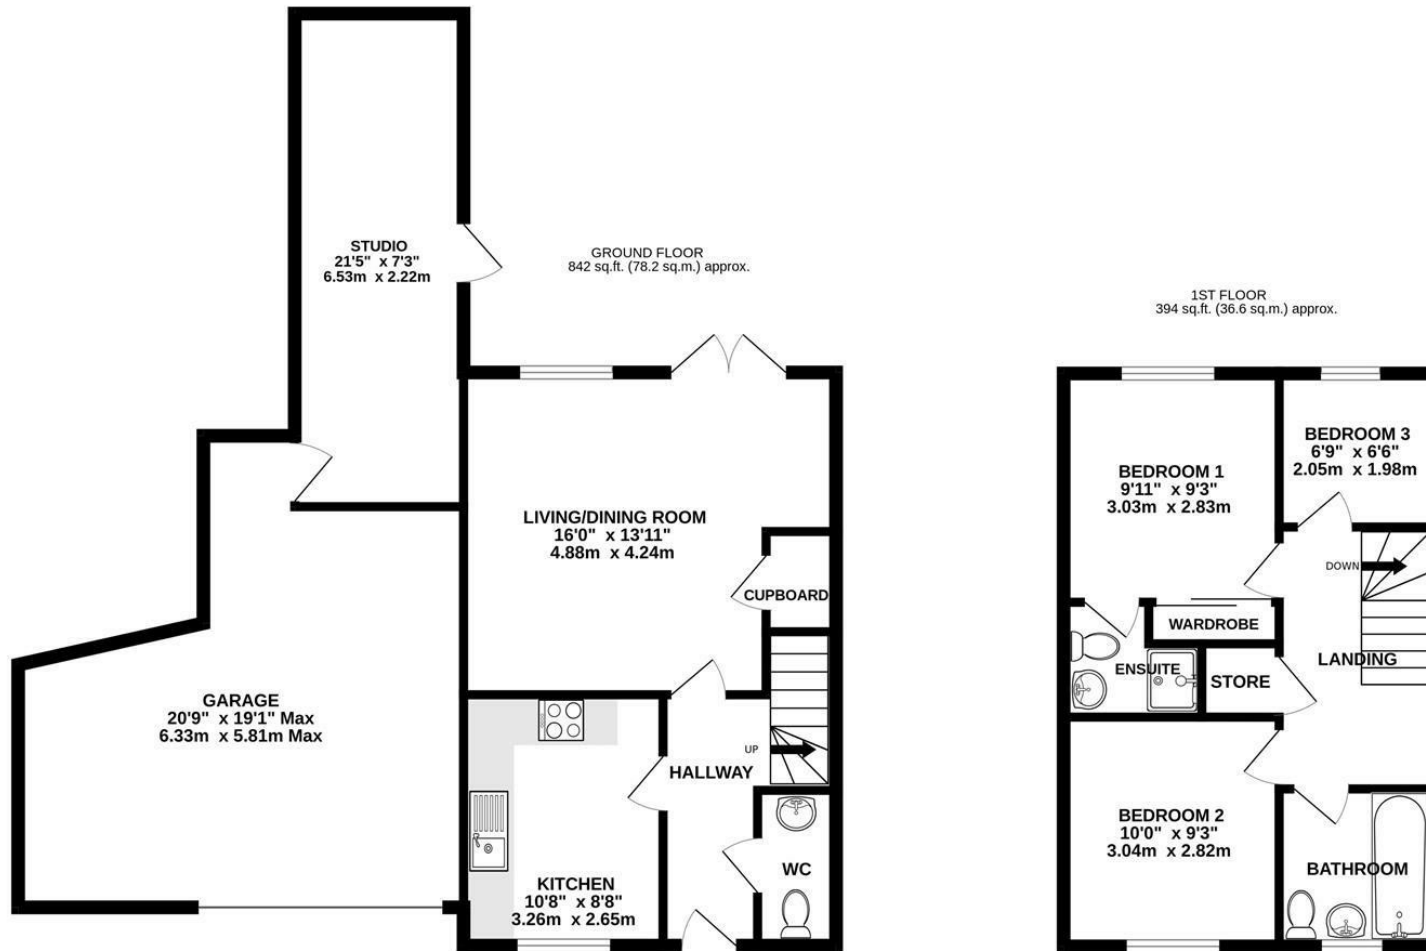 STUDIO
21'5" x 7'3"
6.53m x 2.22m
GROUND FLOOR
842 sq.ft. (78.2 sq.m.) approx.
LIVING/DINING ROOM
16'0" x 13'11"
4.88m x 4.24m
CUPBOARD
GARAGE
20'9" x 19'1" Max
6.33m x 5.81m Max
UP
HALLWAY
WC
KITCHEN
10'8" x 8'8"
3.26m x 2.65m
1ST FLOOR
394 sq.ft. (36.6 sq.m.) approx.
BEDROOM 1
9'11" x 9'3"
3.03m x 2.83m
BEDROOM 3
6'9" x 6'6"
2.05m x 1.98m
DOWN
WARDROBE
ENSUITE
STORE
LANDING
BEDROOM 2
10'0" x 9'3"
3.04m x 2.82m
BATHROOM